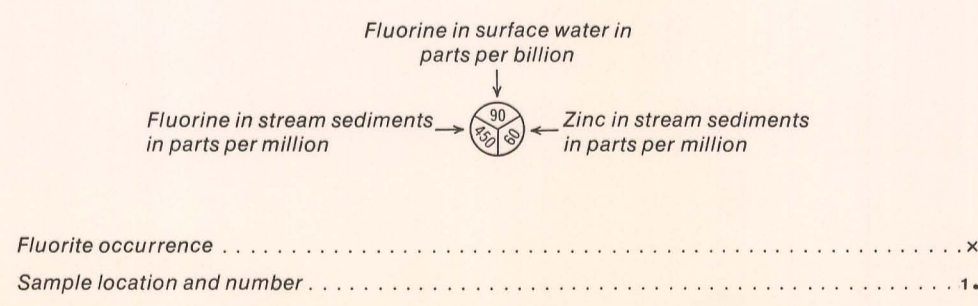 Fluorine in surface water in
parts per billion
90
Fluorine in stream sediments
in parts per million
450
60
Zinc in stream sediments
in parts per million
Fluorite occurrence . . . . . . . . . . . . . . . . . . . . . . . . . . . . . . . . . . . . . . . . . . . . . . . . . . . . . . ×
Sample location and number . . . . . . . . . . . . . . . . . . . . . . . . . . . . . . . . . . . . . . . . . . . . . . . 1.